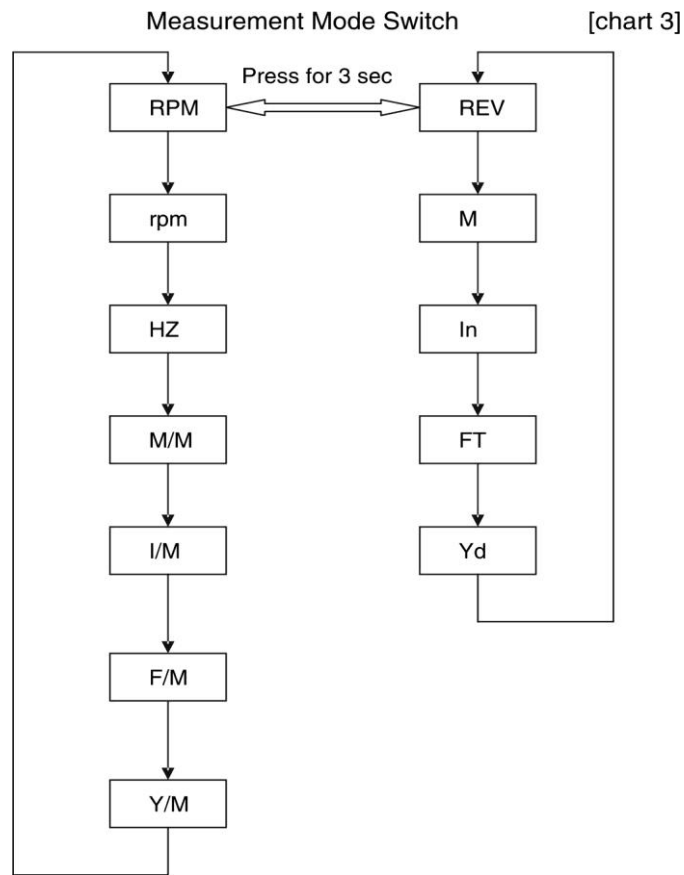 Measurement Mode Switch [chart 3]
Press for 3 sec
RPM
REV
rpm
M
HZ
In
M/M
FT
I/M
Yd
F/M
Y/M